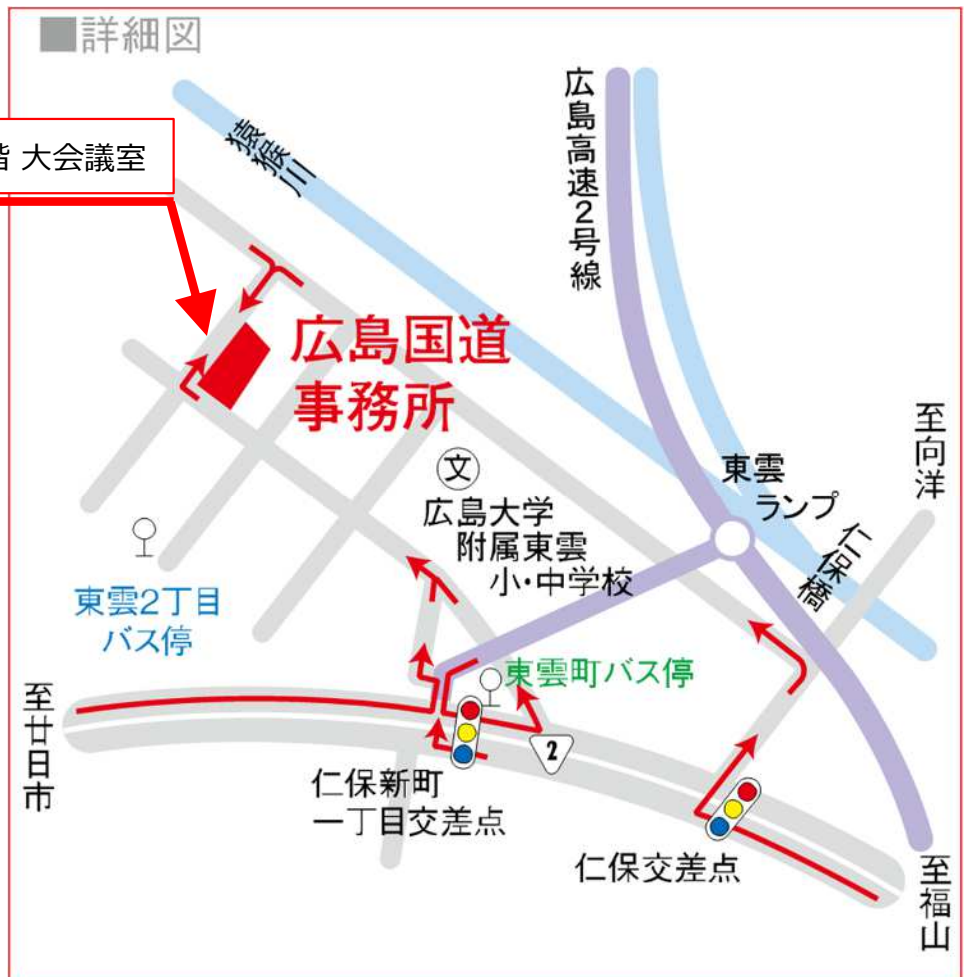 ■詳細図
階 大会議室
猿猴川
広島高速2号線
広島国道
事務所
至向洋
東雲
ランプ
仁保橋
文
広島大学
附属東雲
小・中学校
東雲2丁目
バス停
東雲町バス停
至廿日市
2
仁保新町
一丁目交差点
仁保交差点
至福山